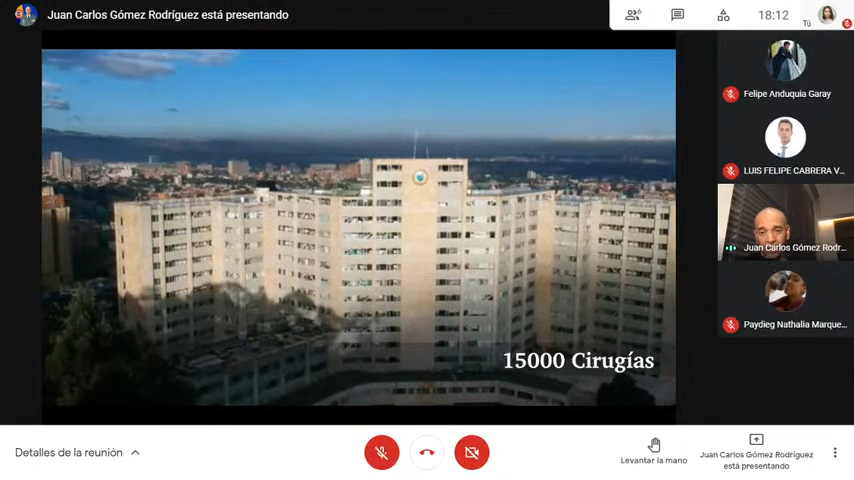 Juan Carlos Gómez Rodríguez está presentando
6
18:12
Tú
Felipe Anduquia Garay
LUIS FELIPE CABRERA V...
Juan Carlos Gómez Rodr...
Paydieg Nathalia Marque...
15000 Cirugías
Detalles de la reunión
Levantar la mano
Juan Carlos Gómez Rodríguez
está presentando